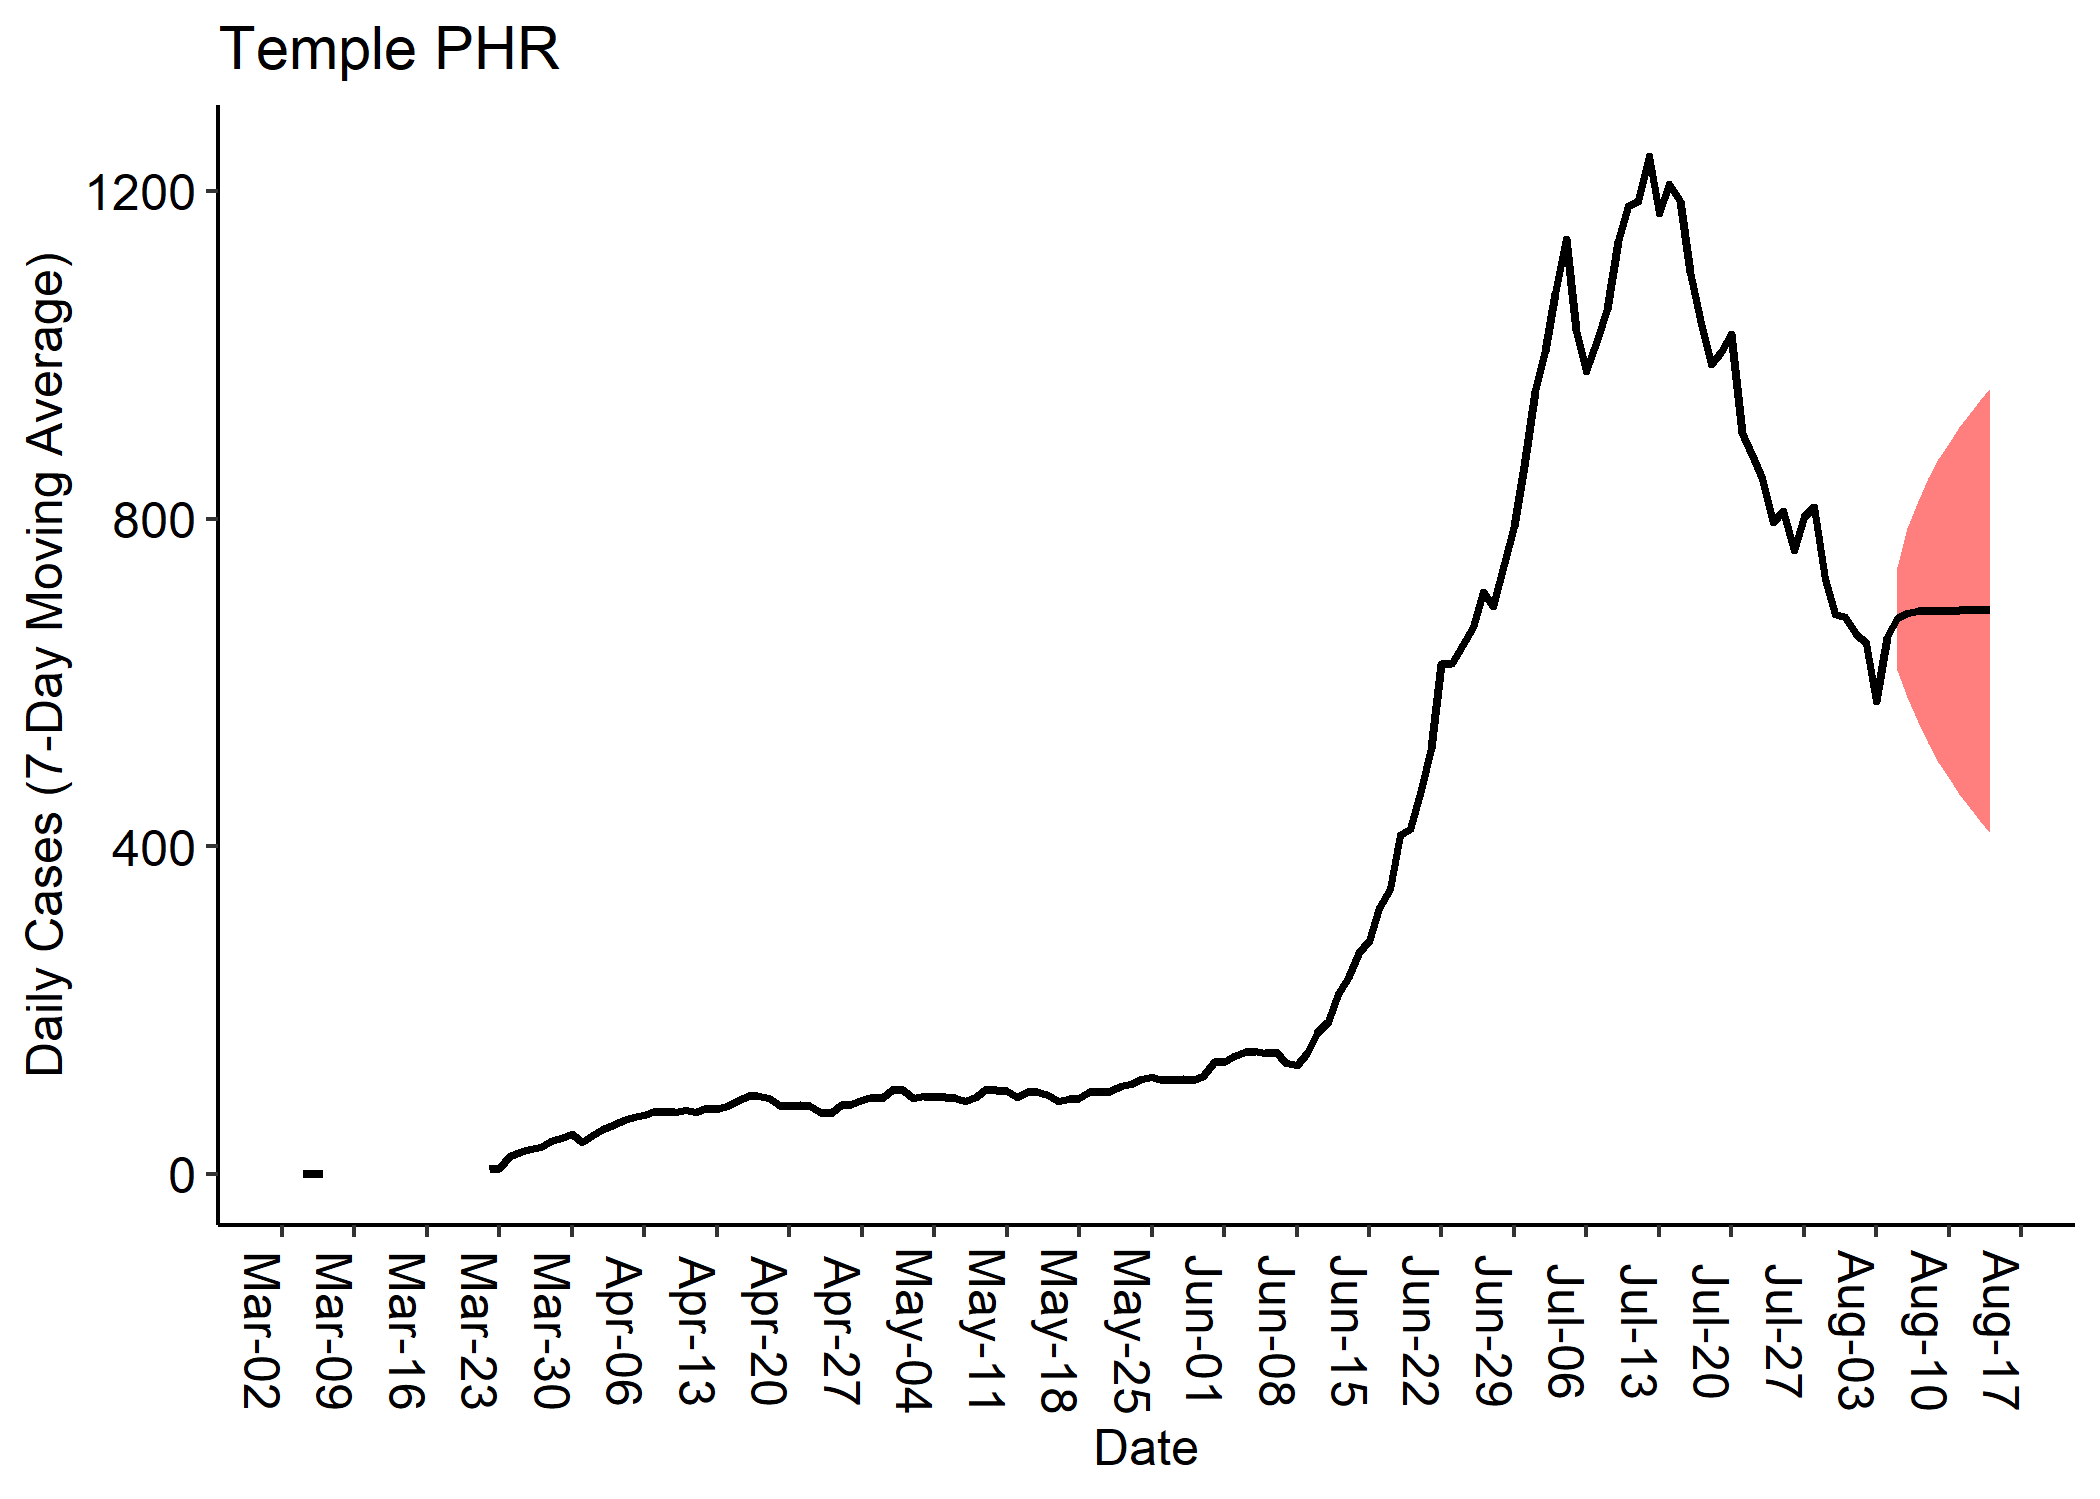 Temple PHR
Daily Cases (7-Day Moving Average)
1200
800
400
0
Mar-02
Mar-09
Mar-16
Mar-23
Mar-30
Apr-06
Apr-13
Apr-20
Apr-27
May-04
May-11
May-18
May-25
Jun-01
Jun-08
Jun-15
Jun-22
Jun-29
Jul-06
Jul-13
Jul-20
Jul-27
Aug-03
Aug-10
Aug-17
Date